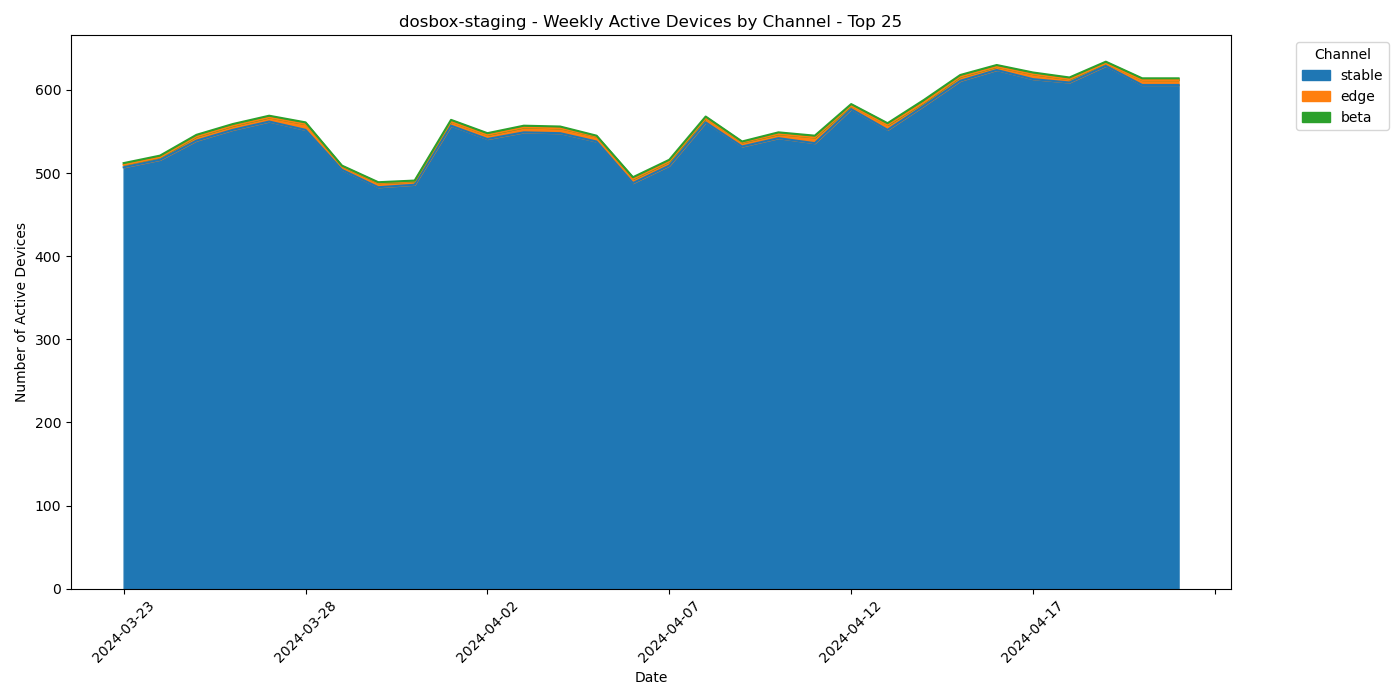 dosbox-staging - Weekly Active Devices by Channel - Top 25
Number of Active Devices
600
500
400
300
200
100
0
2024-03-23
2024-03-28
2024-04-02
2024-04-07
2024-04-12
2024-04-17
Date
Channel
stable
edge
beta